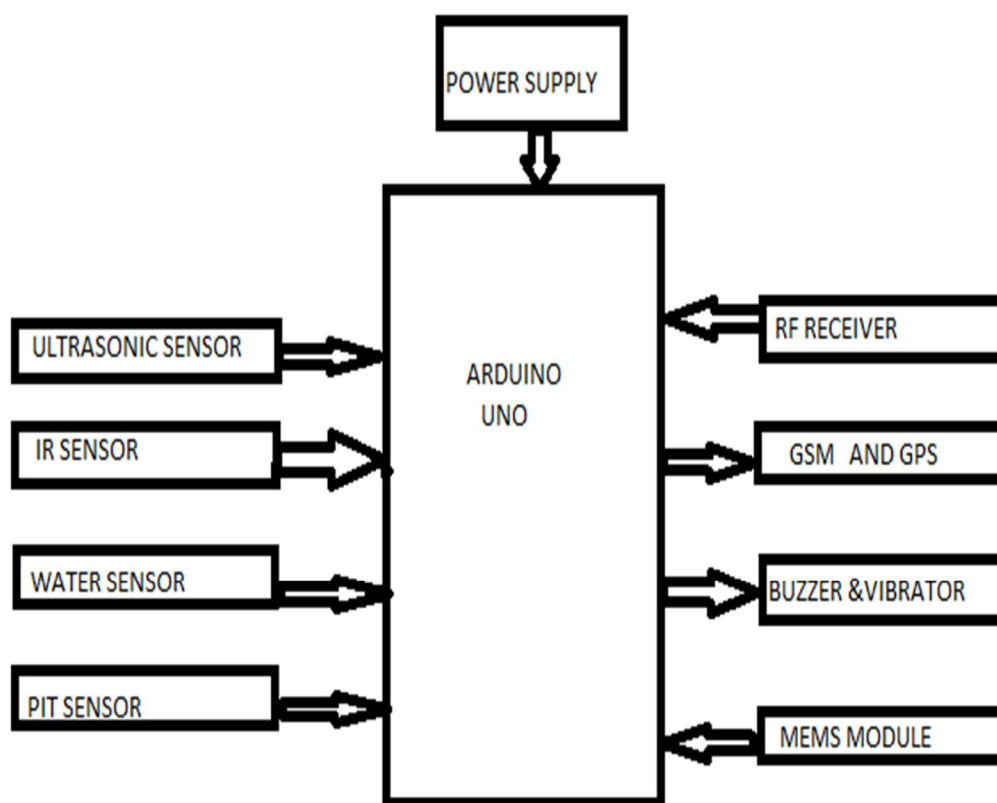 POWER SUPPLY
ULTRASONIC SENSOR
IR SENSOR
WATER SENSOR
PIT SENSOR
ARDUINO
UNO
RF RECEIVER
GSM AND GPS
BUZZER &VIBRATOR
MEMS MODULE